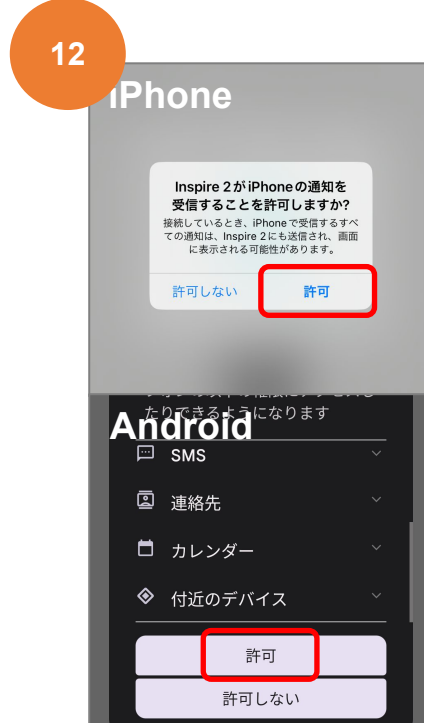 12
iPhone
Inspire 2がiPhoneの通知を
受信することを許可しますか?
接続しているとき、iPhoneで受信するすべ
ての通知は、Inspire 2にも送信され、画面
に表示される可能性があります。
許可しない
許可
たりできるようになります
Android
SMS
連絡先
カレンダー
付近のデバイス
許可
許可しない